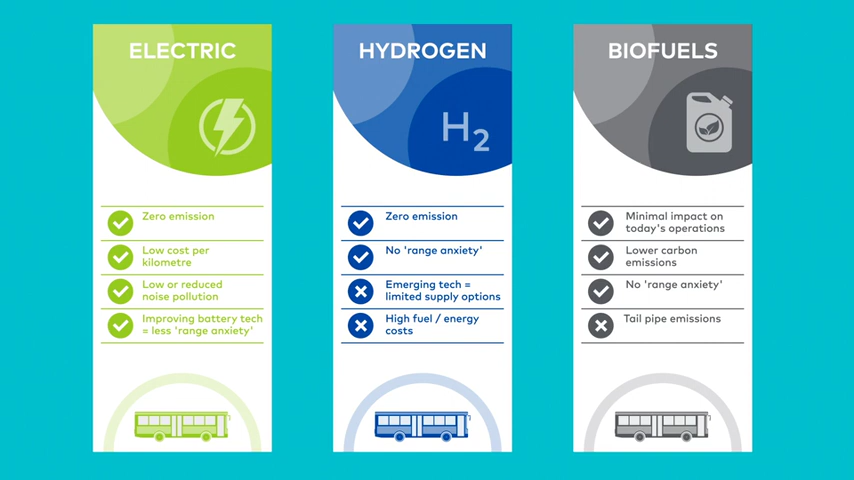 ELECTRIC
Zero emission
Low cost per
kilometre
Low or reduced
noise pollution
Improving battery tech
= less 'range anxiety'
HYDROGEN
H2
Zero emission
No 'range anxiety'
Emerging tech =
limited supply options
High fuel / energy
costs
BIOFUELS
Minimal impact on
today's operations
Lower carbon
emissions
No 'range anxiety'
Tail pipe emissions